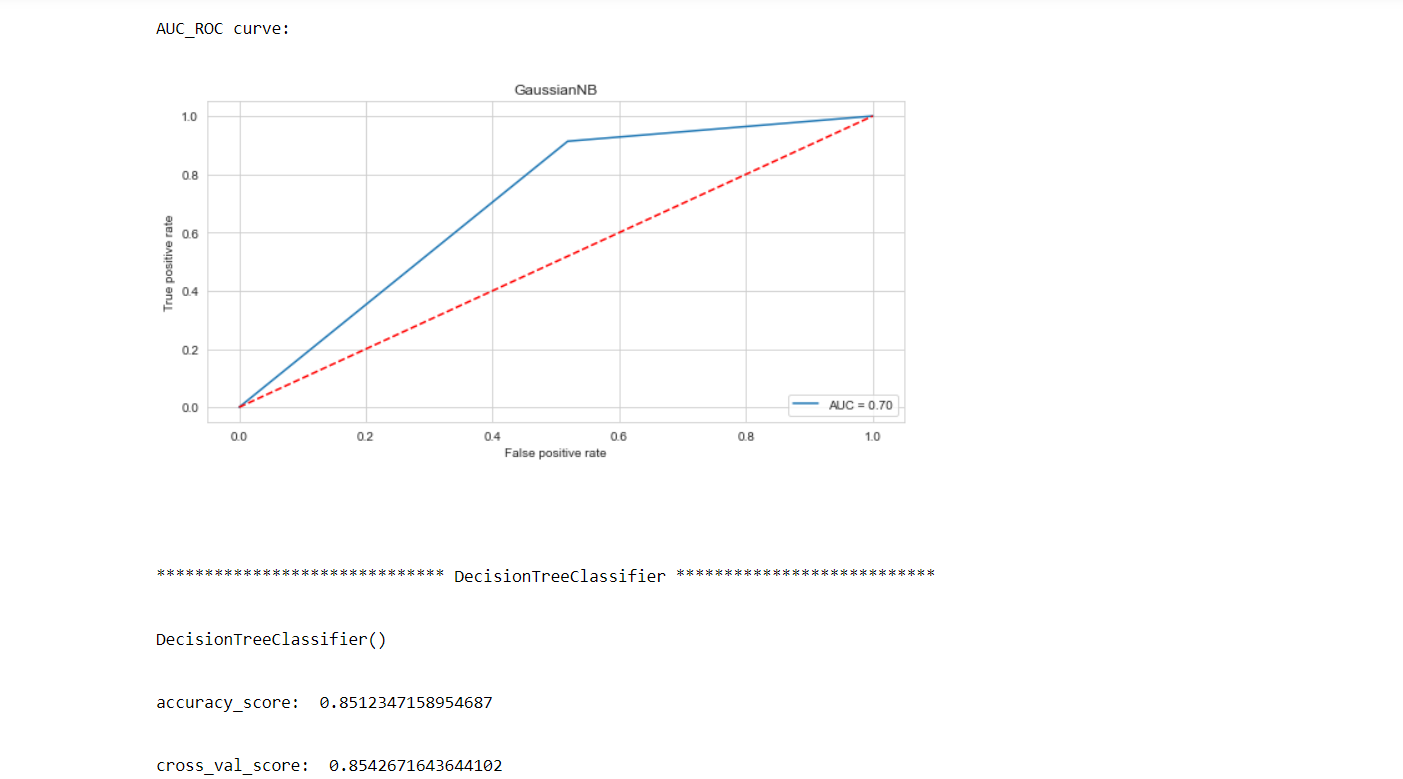 AUC_ROC curve:
GaussianNB
1.0
0.8
0.6
0.4
0.2
0.0
True positive rate
AUC = 0.70
0.0 0.2 0.4 0.6 0.8 1.0
False positive rate
****************************** DecisionTreeClassifier ***************************
DecisionTreeClassifier()
accuracy_score:  0.8512347158954687
cross_val_score:  0.8542671643644102